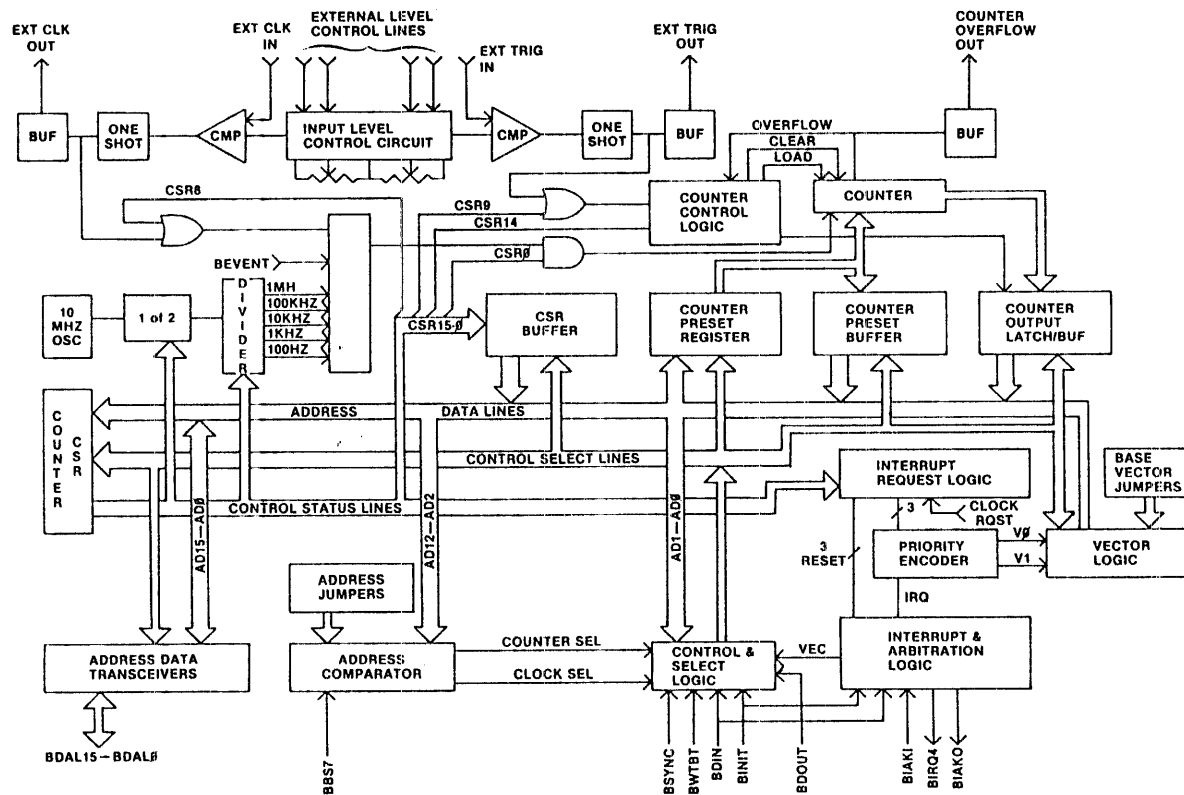 EXT CLK
OUT
EXT CLK
IN
EXTERNAL LEVEL
CONTROL LINES
EXT TRIG
IN
EXT TRIG
OUT
COUNTER
OVERFLOW
OUT
BUF
ONE
SHOT
CMP
INPUT LEVEL
CONTROL CIRCUIT
CMP
ONE
SHOT
BUF
OVERFLOW
CLEAR
LOAD
BUF
CSR8
CSR9
CSR14
CSRØ
COUNTER
CONTROL
LOGIC
COUNTER
BEVENT
10
MHZ
OSC
1 of 2
DIVIDER
1MH
100KHZ
10KHZ
1KHZ
100HZ
CSR15-Ø
CSR
BUFFER
COUNTER
PRESET
REGISTER
COUNTER
PRESET
BUFFER
COUNTER
OUTPUT
LATCH/BUF
COUNTER
CSR
ADDRESS
DATA LINES
CONTROL SELECT LINES
CONTROL STATUS LINES
AD15—ADØ
AD12—AD2
AD1—ADØ
INTERRUPT
REQUEST LOGIC
BASE
VECTOR
JUMPERS
3
CLOCK
RQST
3
RESET
PRIORITY
ENCODER
VØ
V1
VECTOR
LOGIC
IRQ
ADDRESS
JUMPERS
ADDRESS DATA
TRANSCEIVERS
ADDRESS
COMPARATOR
COUNTER SEL
CLOCK SEL
CONTROL &
SELECT
LOGIC
VEC
INTERRUPT &
ARBITRATION
LOGIC
BDAL15—BDALØ
BBS7
BSYNC
BWTBT
BDIN
BINIT
BDOUT
BIAKI
BIRQ4
BIAKO